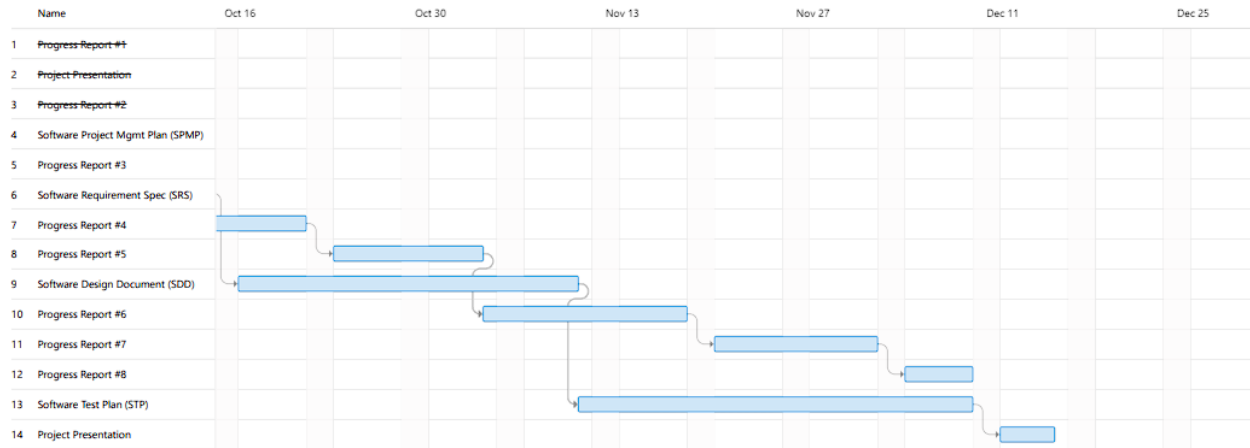 Name Oct 16 Oct 30 Nov 13 Nov 27 Dec 11 Dec 25
1 Progress Report #1
2 Project Presentation
3 Progress Report #2
4 Software Project Mgmt Plan (SPMP)
5 Progress Report #3
6 Software Requirement Spec (SRS)
7 Progress Report #4
8 Progress Report #5
9 Software Design Document (SDD)
10 Progress Report #6
11 Progress Report #7
12 Progress Report #8
13 Software Test Plan (STP)
14 Project Presentation